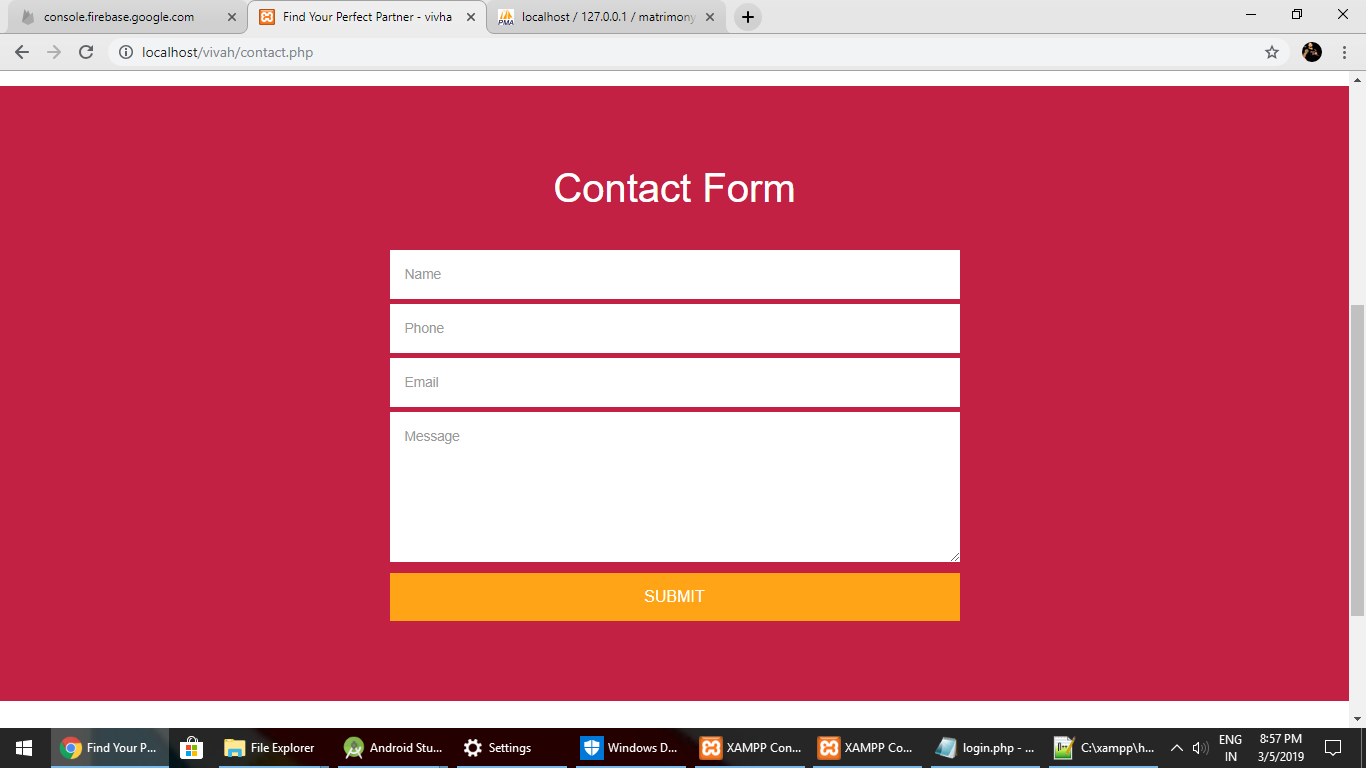 console.firebase.google.com
Find Your Perfect Partner - vivha
PMA
localhost / 127.0.0.1 / matrimony
localhost/vivah/contact.php
Contact Form
Name
Phone
Email
Message
SUBMIT
Find Your P...
File Explorer
Android Stu...
Settings
Windows D...
XAMPP Con...
XAMPP Co...
login.php - ...
C:\xampp\h...
ENG
IN
8:57 PM
3/5/2019